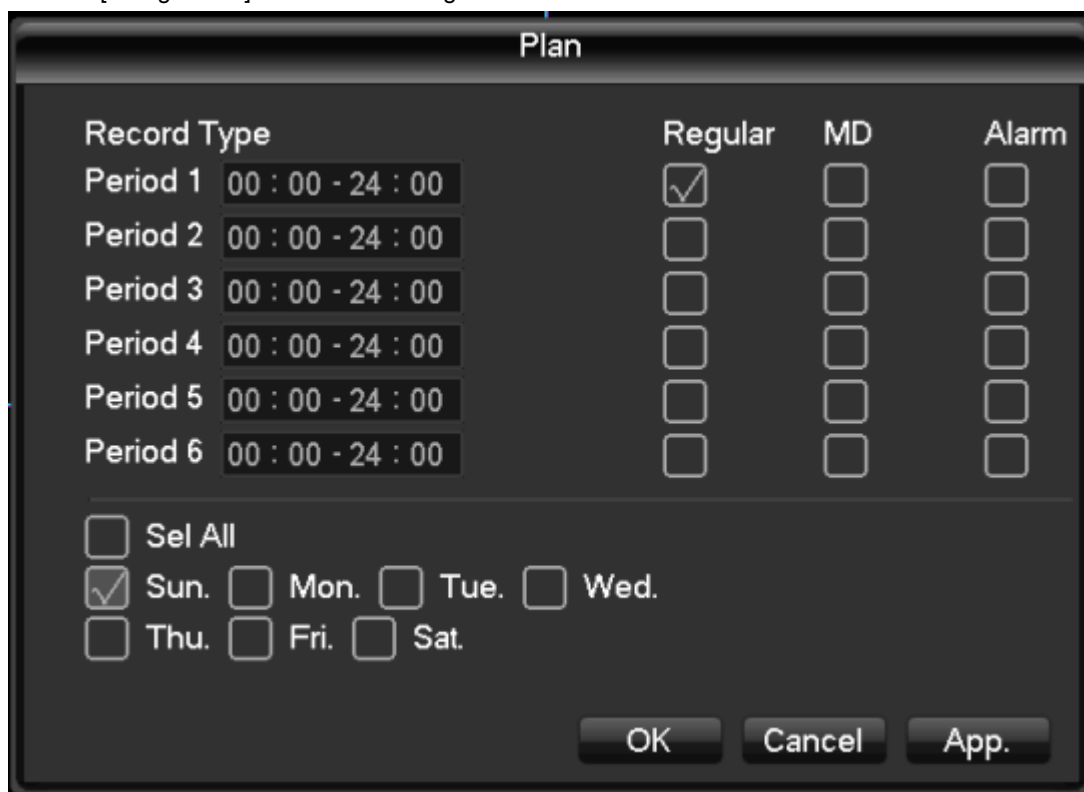 Plan
Record Type Regular MD Alarm
Period 1 00 : 00 - 24 : 00
Period 2 00 : 00 - 24 : 00
Period 3 00 : 00 - 24 : 00
Period 4 00 : 00 - 24 : 00
Period 5 00 : 00 - 24 : 00
Period 6 00 : 00 - 24 : 00
Sel All
Sun. Mon. Tue. Wed.
Thu. Fri. Sat.
OK Cancel App.